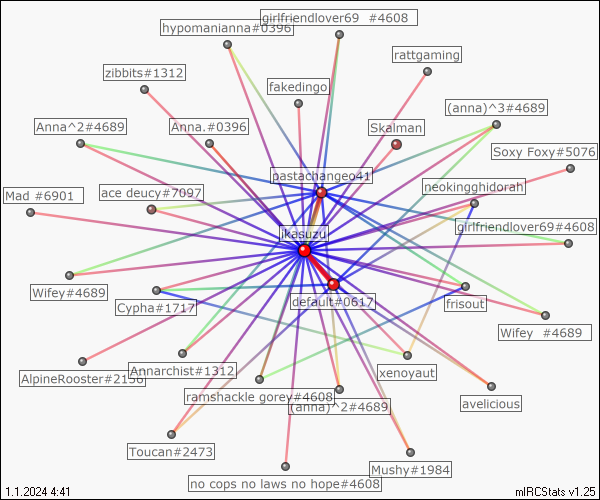 girlfriendlover69  #4608
hypomanianna#0396
rattgaming
zibbits#1312
fakedingo
(anna)^3#4689
Anna^2#4689
Anna.#0396
Skalman
Soxy Foxy#5076
pastachangeo41
neokingghidorah
Mad #6901
ace deucy#7097
girlfriendlover69#4608
ikasuzu
Wifey#4689
Cypha#1717
default#0617
frisout
Wifey  #4689
AlpineRooster#2156
Annarchist#1312
xenoyaut
ramshackle gorey#4608
(anna)^2#4689
avelicious
Toucan#2473
Mushy#1984
no cops no laws no hope#4608
1.1.2024 4:41
mIRCStats v1.25